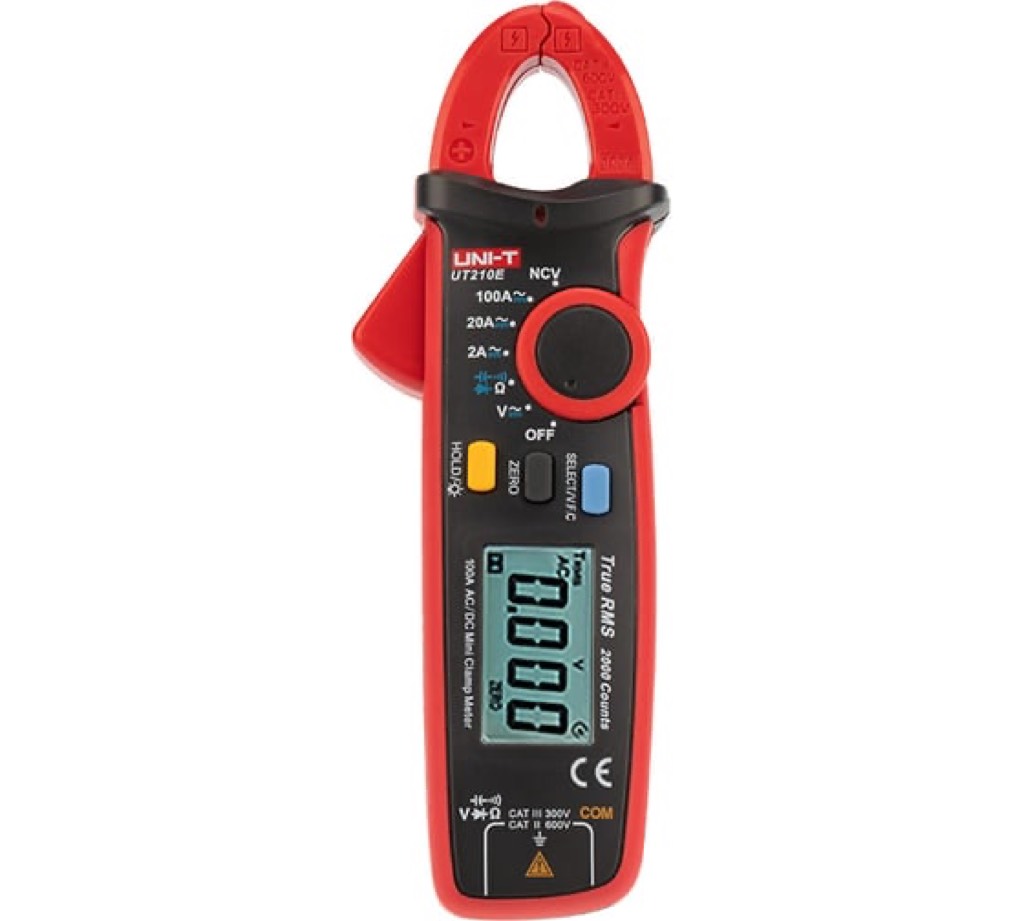 CAT II
600V
CAT III
300V
UNI-T
UT210E
NCV
100A
20A
2A
Ω
V
OFF
HOLD/
ZERO
SELECT/V.F.C
True RMS 2000 Counts
100A AC/DC Mini Clamp Meter
T RMS
AC
0.000
V
ZERO
CE
V Ω
CAT III 300V
CAT II 600V
COM